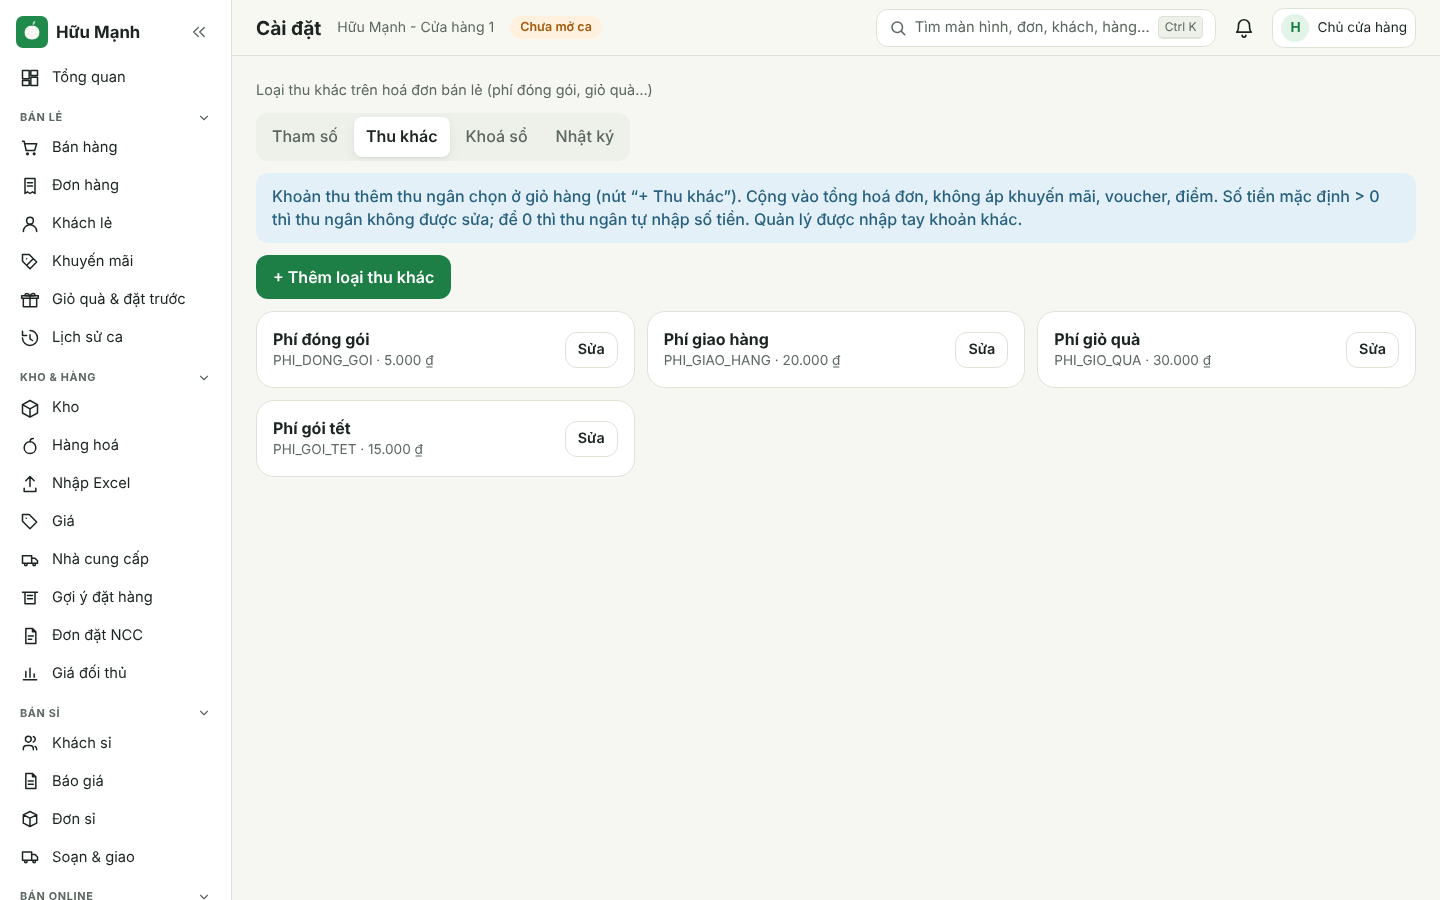 Hữu Mạnh
Tổng quan
BÁN LẺ
Bán hàng
Đơn hàng
Khách lẻ
Khuyến mãi
Giỏ quà & đặt trước
Lịch sử ca
KHO & HÀNG
Kho
Hàng hoá
Nhập Excel
Giá
Nhà cung cấp
Gợi ý đặt hàng
Đơn đặt NCC
Giá đối thủ
BÁN SỈ
Khách sỉ
Báo giá
Đơn sỉ
Soạn & giao
BÁN ONLINE
Cài đặt
Hữu Mạnh - Cửa hàng 1
Chưa mở ca
Tìm màn hình, đơn, khách, hàng...
Ctrl K
H
Chủ cửa hàng
Loại thu khác trên hoá đơn bán lẻ (phí đóng gói, giỏ quà...)
Tham số
Thu khác
Khoá sổ
Nhật ký
Khoản thu thêm thu ngân chọn ở giỏ hàng (nút “+ Thu khác”). Cộng vào tổng hoá đơn, không áp khuyến mãi, voucher, điểm. Số tiền mặc định > 0
thì thu ngân không được sửa; để 0 thì thu ngân tự nhập số tiền. Quản lý được nhập tay khoản khác.
+ Thêm loại thu khác
Phí đóng gói
PHI_DONG_GOI · 5.000 ₫
Sửa
Phí giao hàng
PHI_GIAO_HANG · 20.000 ₫
Sửa
Phí giỏ quà
PHI_GIO_QUA · 30.000 ₫
Sửa
Phí gói tết
PHI_GOI_TET · 15.000 ₫
Sửa